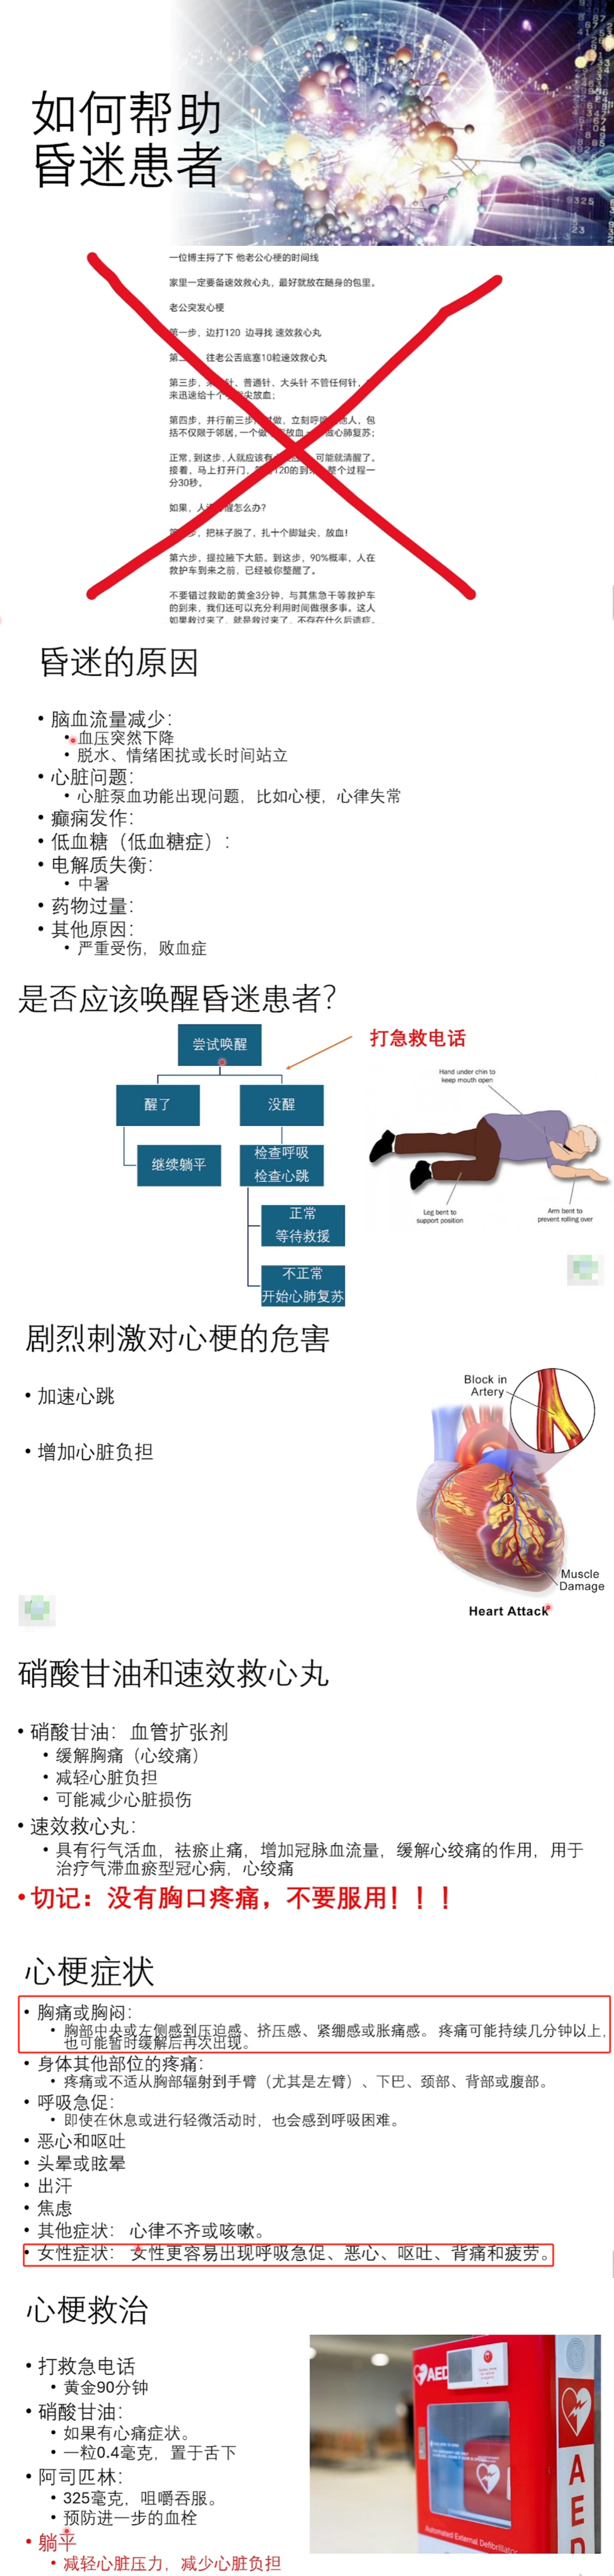 如何帮助
昏迷患者
一位博主捋了下 他老公心梗的时间线
家里一定要备速效救心丸，最好就放在随身的包里。
老公突发心梗
第一步，边打120 边寻找 速效救心丸
往老公舌底塞10粒速效救心丸
第三步，
针、普通针、大头针 不管任何针，
来迅速给十个
尖放血；
第四步，并行前三步
做，立刻呼
人，包
括不仅限于邻居，一个做
放血
做心肺复苏；
正常，到这步，人就应该有
可能就清醒了。
接着，马上打开门，
120的到
整个过程一
分30秒。
如果，人
醒怎么办？
步，把袜子脱了，扎十个脚趾尖，放血！
第六步，提拉腋下大筋。到这步，90%概率，人在
救护车到来之前，已经被你整醒了。
不要错过救助的黄金3分钟，与其焦急干等救护车
的到来，我们还可以充分利用时间做很多事。这人
如果救过来了，就是救过来了，不存在什么后遗症。
昏迷的原因
• 脑血流量减少：
• 血压突然下降
• 脱水、情绪困扰或长时间站立
• 心脏问题：
• 心脏泵血功能出现问题，比如心梗，心律失常
• 癫痫发作：
• 低血糖（低血糖症）：
• 电解质失衡：
• 中暑
• 药物过量：
• 其他原因：
• 严重受伤，败血症
是否应该唤醒昏迷患者？
尝试唤醒
打急救电话
醒了
没醒
继续躺平
检查呼吸
检查心跳
正常
等待救援
不正常
开始心肺复苏
Hand under chin to
keep mouth open
Leg bent to
support position
Arm bent to
prevent rolling over
剧烈刺激对心梗的危害
• 加速心跳
• 增加心脏负担
Block in
Artery
Muscle
Damage
Heart Attack
硝酸甘油和速效救心丸
• 硝酸甘油：血管扩张剂
• 缓解胸痛（心绞痛）
• 减轻心脏负担
• 可能减少心脏损伤
• 速效救心丸：
• 具有行气活血，祛瘀止痛，增加冠脉血流量，缓解心绞痛的作用，用于
治疗气滞血瘀型冠心病，心绞痛
• 切记：没有胸口疼痛，不要服用！！！
心梗症状
• 胸痛或胸闷：
• 胸部中央或左侧感到压迫感、挤压感、紧绷感或胀痛感。 疼痛可能持续几分钟以上，
也可能暂时缓解后再次出现。
• 身体其他部位的疼痛：
• 疼痛或不适从胸部辐射到手臂（尤其是左臂）、下巴、颈部、背部或腹部。
• 呼吸急促：
• 即使在休息或进行轻微活动时，也会感到呼吸困难。
• 恶心和呕吐
• 头晕或眩晕
• 出汗
• 焦虑
• 其他症状： 心律不齐或咳嗽。
• 女性症状： 女性更容易出现呼吸急促、恶心、呕吐、背痛和疲劳。
心梗救治
• 打救急电话
• 黄金90分钟
• 硝酸甘油：
• 如果有心痛症状。
• 一粒0.4毫克，置于舌下
• 阿司匹林：
• 325毫克，咀嚼吞服。
• 预防进一步的血栓
• 躺平
• 减轻心脏压力，减少心脏负担
AED
AED
Automated External Defibrillator